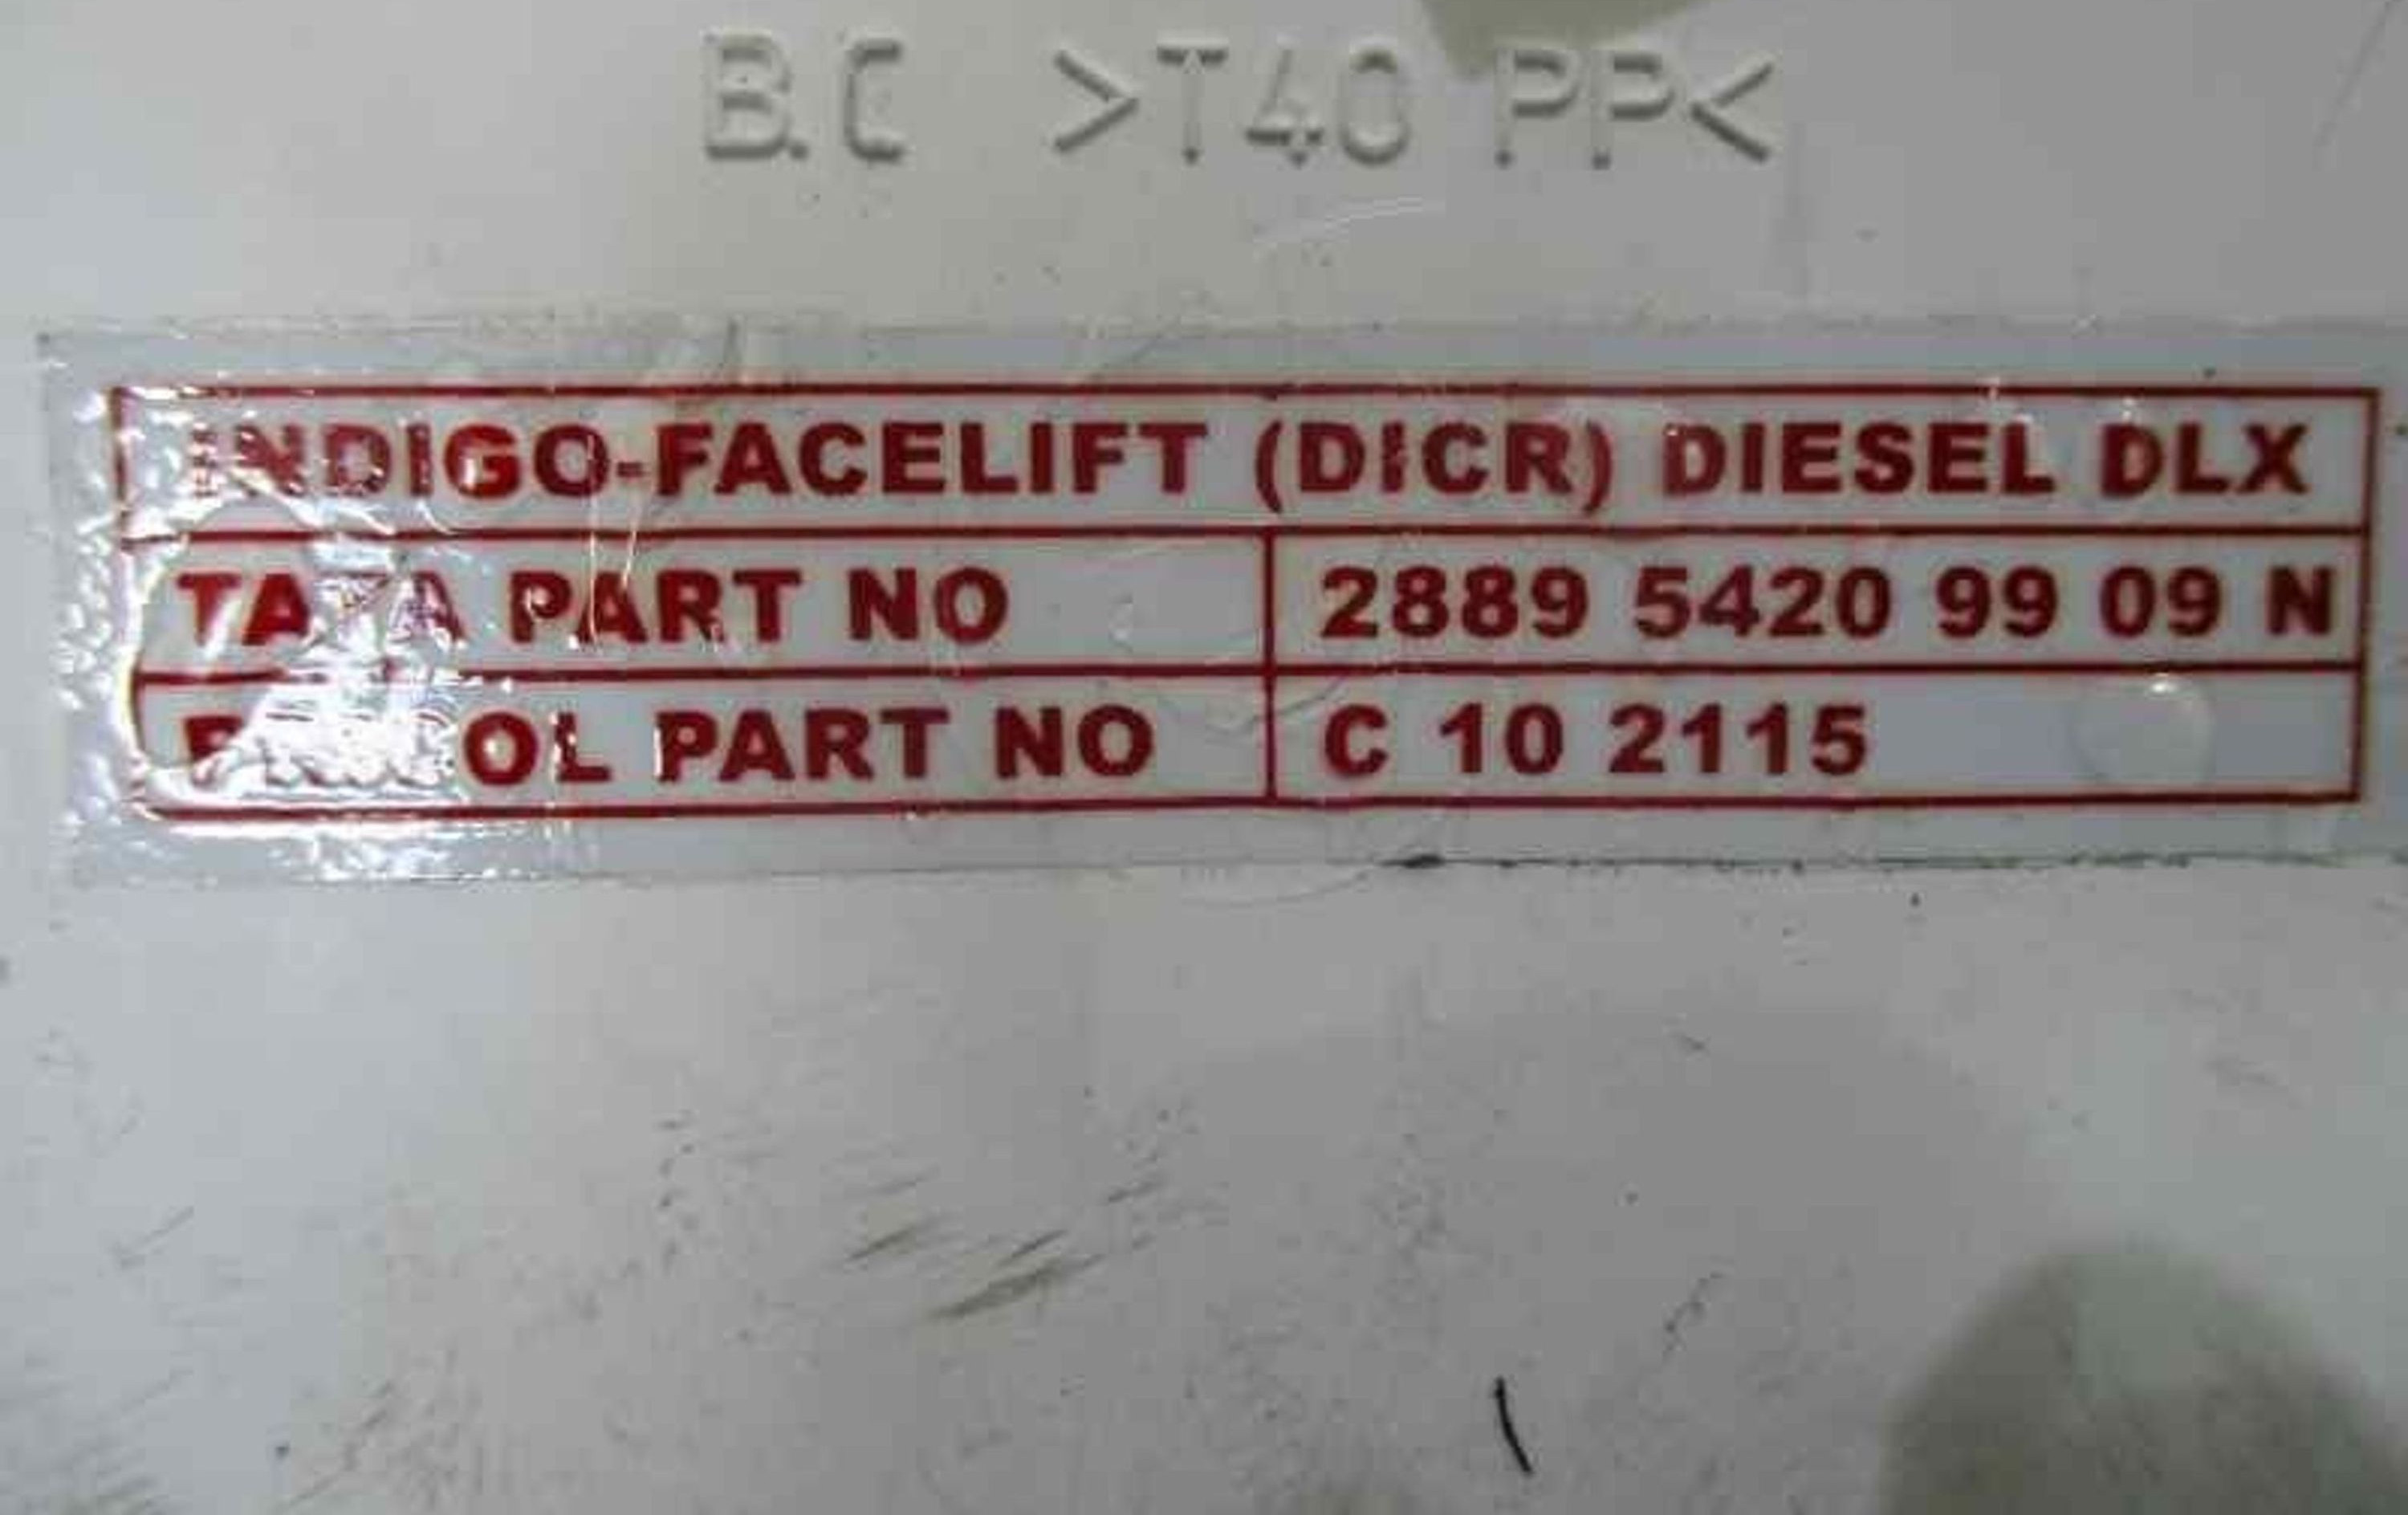 B.C >T40 PP<
INDIGO-FACELIFT (DICR) DIESEL DLX
TATA PART NO 2889 5420 99 09 N
PART NO C 10 2115